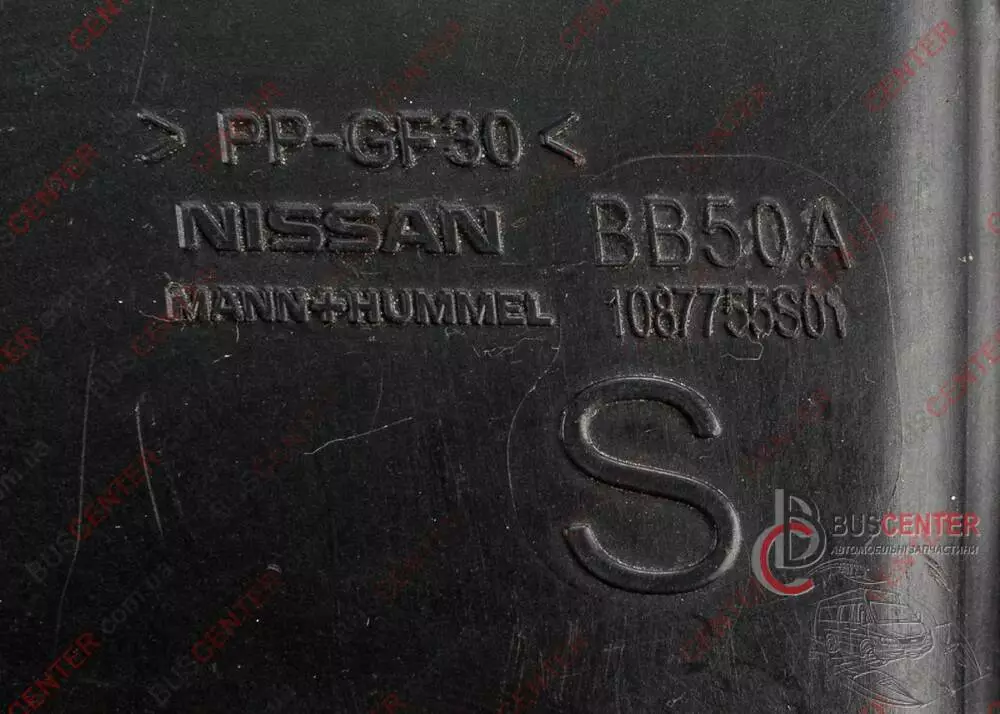 > PP-GF30 <
NISSAN BB50A
MANN+HUMMEL 1087755S01
S
BUSCENTER
АВТОМОБІЛЬНІ ЗАПЧАСТИНИ